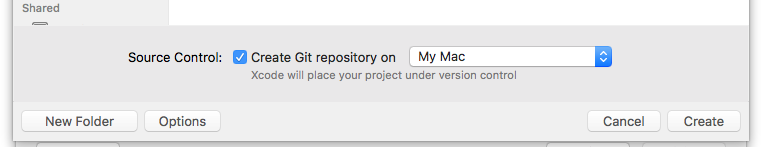 Shared
Source Control: Create Git repository on My Mac
Xcode will place your project under version control
New Folder Options Cancel Create